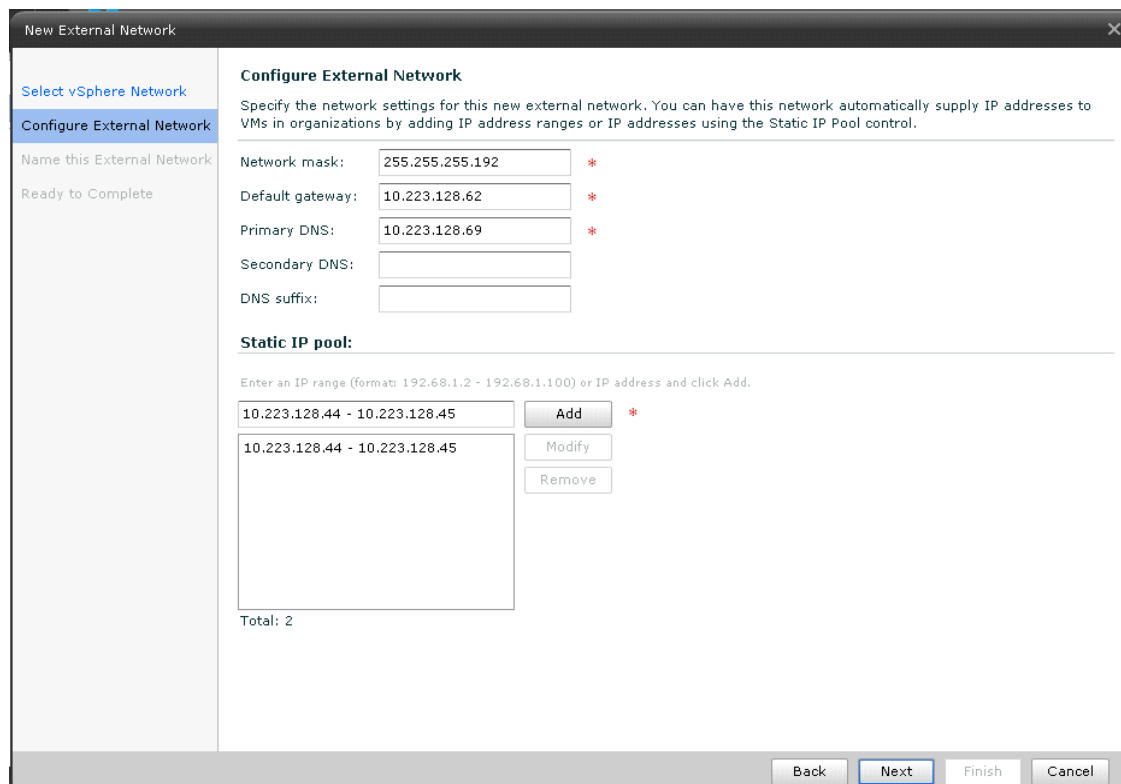 New External Network
Select vSphere Network
Configure External Network
Name this External Network
Ready to Complete
Configure External Network
Specify the network settings for this new external network. You can have this network automatically supply IP addresses to
VMs in organizations by adding IP address ranges or IP addresses using the Static IP Pool control.
Network mask: 255.255.255.192 *
Default gateway: 10.223.128.62 *
Primary DNS: 10.223.128.69 *
Secondary DNS:
DNS suffix:
Static IP pool:
Enter an IP range (format: 192.68.1.2 - 192.68.1.100) or IP address and click Add.
10.223.128.44 - 10.223.128.45 Add *
10.223.128.44 - 10.223.128.45 Modify
Remove
Total: 2
Back Next Finish Cancel